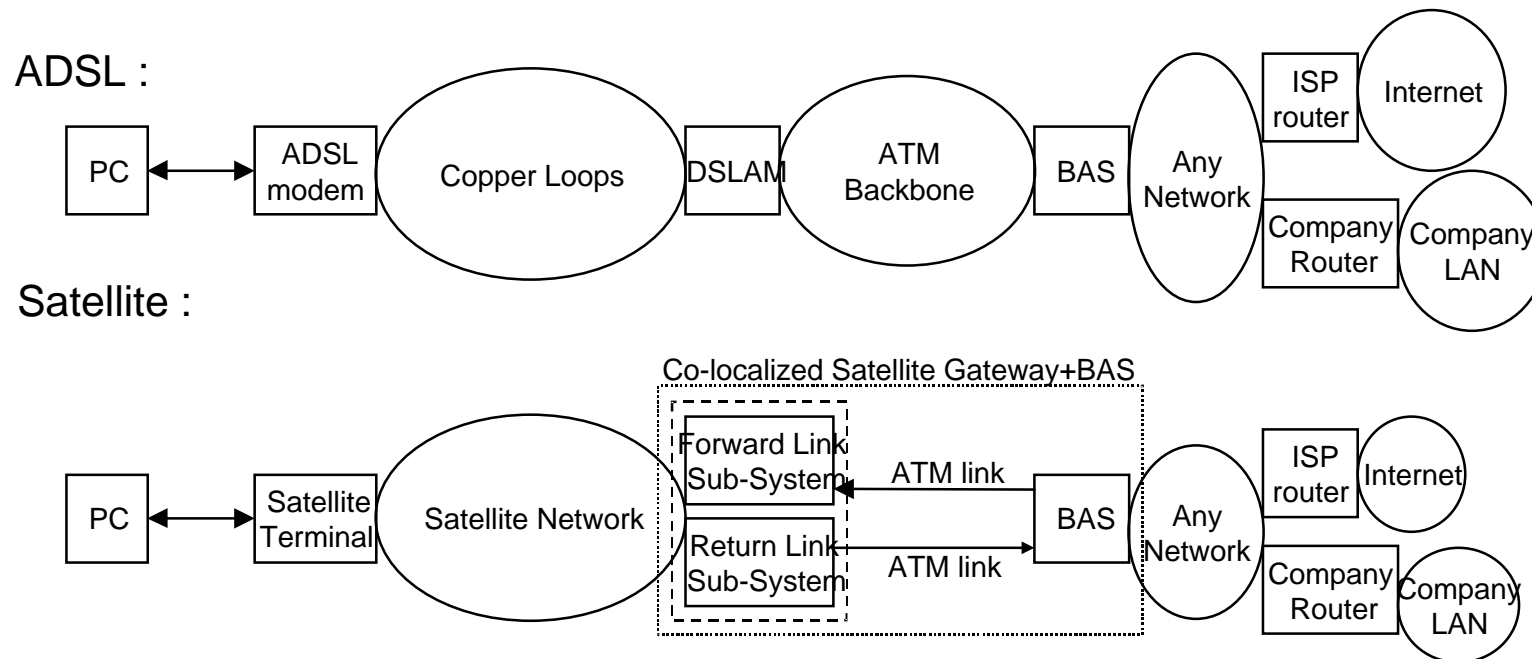 ADSL :
PC
ADSL
modem
Copper Loops
DSLAM
ATM
Backbone
BAS
Any
Network
ISP
router
Internet
Company
Router
Company
LAN
Satellite :
Co-localized Satellite Gateway+BAS
PC
Satellite
Terminal
Satellite Network
Forward Link
Sub-System
Return Link
Sub-System
ATM link
ATM link
BAS
Any
Network
ISP
router
Internet
Company
Router
Company
LAN